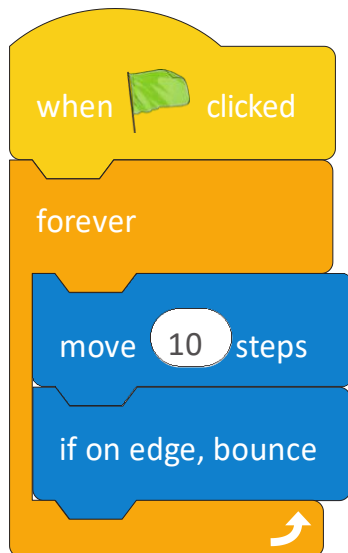 when clicked
forever
move 10 steps
if on edge, bounce